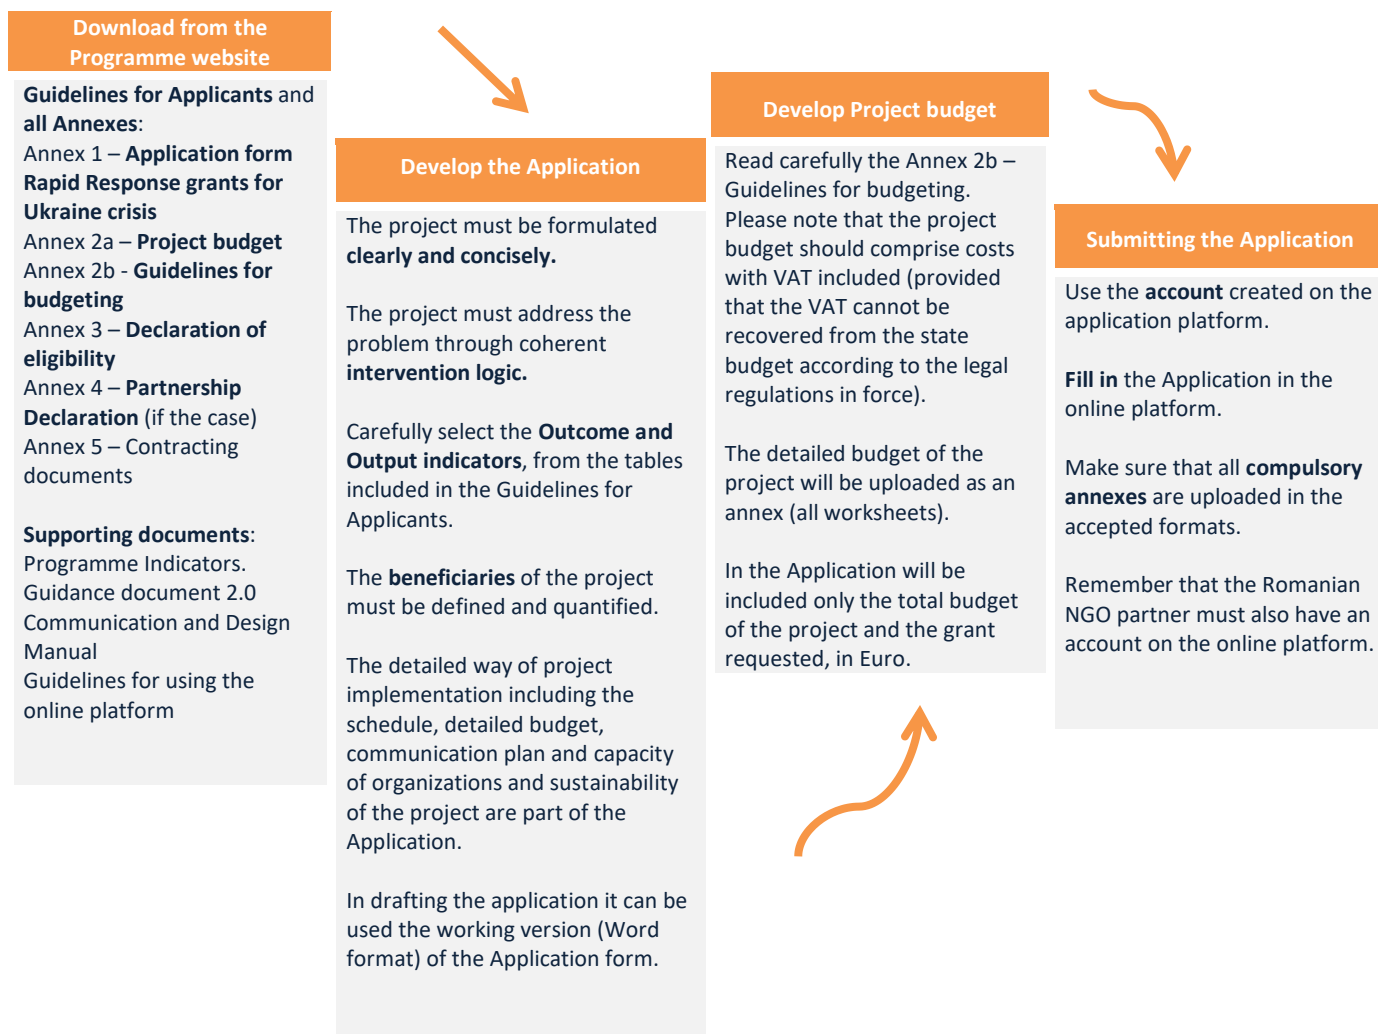 Download from the
Programme website
Guidelines for Applicants and
all Annexes:
Annex 1 – Application form
Rapid Response grants for
Ukraine crisis
Annex 2a – Project budget
Annex 2b - Guidelines for
budgeting
Annex 3 – Declaration of
eligibility
Annex 4 – Partnership
Declaration (if the case)
Annex 5 – Contracting
documents
Supporting documents:
Programme Indicators.
Guidance document 2.0
Communication and Design
Manual
Guidelines for using the
online platform
Develop the Application
The project must be formulated
clearly and concisely.
The project must address the
problem through coherent
intervention logic.
Carefully select the Outcome and
Output indicators, from the tables
included in the Guidelines for
Applicants.
The beneficiaries of the project
must be defined and quantified.
The detailed way of project
implementation including the
schedule, detailed budget,
communication plan and capacity
of organizations and sustainability
of the project are part of the
Application.
In drafting the application it can be
used the working version (Word
format) of the Application form.
Develop Project budget
Read carefully the Annex 2b –
Guidelines for budgeting.
Please note that the project
budget should comprise costs
with VAT included (provided
that the VAT cannot be
recovered from the state
budget according to the legal
regulations in force).
The detailed budget of the
project will be uploaded as an
annex (all worksheets).
In the Application will be
included only the total budget
of the project and the grant
requested, in Euro.
Submitting the Application
Use the account created on the
application platform.
Fill in the Application in the
online platform.
Make sure that all compulsory
annexes are uploaded in the
accepted formats.
Remember that the Romanian
NGO partner must also have an
account on the online platform.